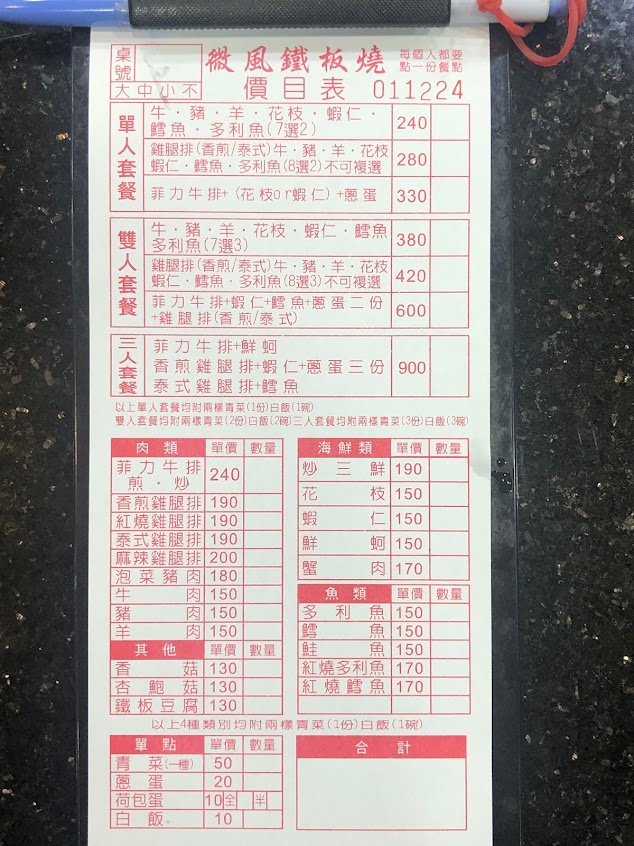 桌號
大中小不
微風鐵板燒
價目表
每個人都要
點一份餐點
011224
單人套餐
牛·豬·羊·花枝·蝦仁·
鱈魚·多利魚(7選2)
240
雞腿排(香煎/泰式)牛·豬·羊·花枝
蝦仁·鱈魚·多利魚(8選2)不可複選
280
菲力牛排+(花枝or蝦仁)+蔥蛋
330
雙人套餐
牛·豬·羊·花枝·蝦仁·鱈魚
多利魚(7選3)
380
雞腿排(香煎/泰式)牛·豬·羊·花枝
蝦仁·鱈魚·多利魚(8選3)不可複選
420
菲力牛排+蝦仁+鱈魚+蔥蛋二份
+雞腿排(香煎/泰式)
600
三人套餐
菲力牛排+鮮蚵
香煎雞腿排+蝦仁+蔥蛋三份
泰式雞腿排+鱈魚
900
以上單人套餐均附兩樣青菜(1份)白飯(1碗)
雙人套餐均附兩樣青菜(2份)白飯(2碗)三人套餐均附兩樣青菜(3份)白飯(3碗)
肉類 單價 數量
菲力牛排
煎·炒
240
香煎雞腿排 190
紅燒雞腿排 190
泰式雞腿排 190
麻辣雞腿排 200
泡菜豬肉 180
牛肉 150
豬肉 150
羊肉 150
其他 單價 數量
香菇 130
杏鮑菇 130
鐵板豆腐 130
海鮮類 單價 數量
炒三鮮 190
花枝 150
蝦仁 150
鮮蚵 150
蟹肉 170
魚類 單價 數量
多利魚 150
鱈魚 150
鮭魚 150
紅燒多利魚 170
紅燒鱈魚 170
以上4種類別均附兩樣青菜(1份)白飯(1碗)
單點 單價 數量
青菜(一種) 50
蔥蛋 20
荷包蛋 10 全 半
白飯 10
合計